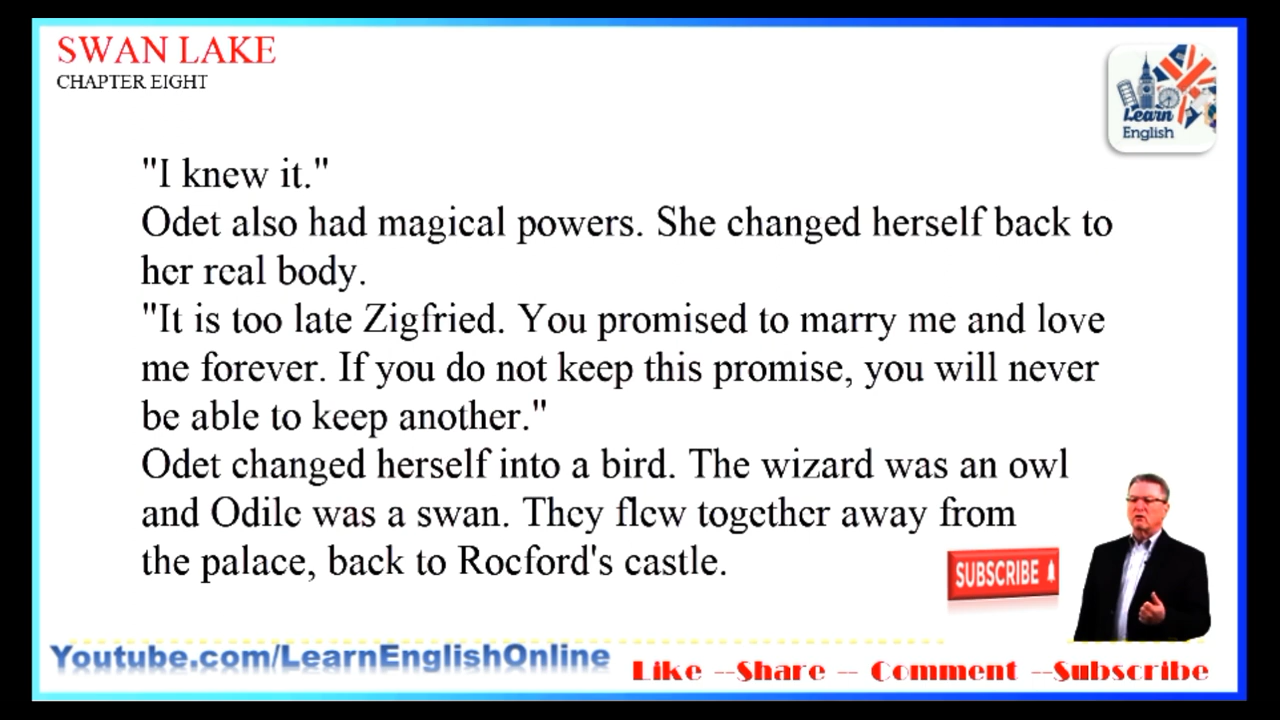 SWAN LAKE
CHAPTER EIGHT
Learn
English
"I knew it."
Odet also had magical powers. She changed herself back to
her real body.
"It is too late Zigfried. You promised to marry me and love
me forever. If you do not keep this promise, you will never
be able to keep another."
Odet changed herself into a bird. The wizard was an owl
and Odile was a swan. They flew together away from
the palace, back to Rocford's castle.
SUBSCRIBE
Youtube.com/LearnEnglishOnline
Like --Share -- Comment --Subscribe